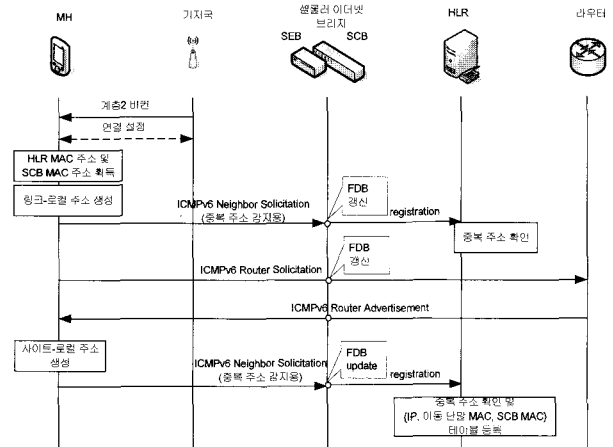 MH
기지국
셀룰러 이더넷
브리지
SEB
SCB
HLR
라우터
계층2 비컨
연결 설정
HLR MAC 주소 및
SCB MAC 주소 획득
링크-로컬 주소 생성
ICMPv6 Neighbor Solicitation
(중복 주소 감지용)
FDB
갱신
registration
중복 주소 확인
ICMPv6 Router Solicitation
FDB
갱신
ICMPv6 Router Advertisement
사이트-로컬 주소
생성
ICMPv6 Neighbor Solicitation
(중복 주소 감지용)
FDB
update
registration
중복 주소 확인 및
(IP, 이동 단말 MAC, SCB MAC)
테이블 등록